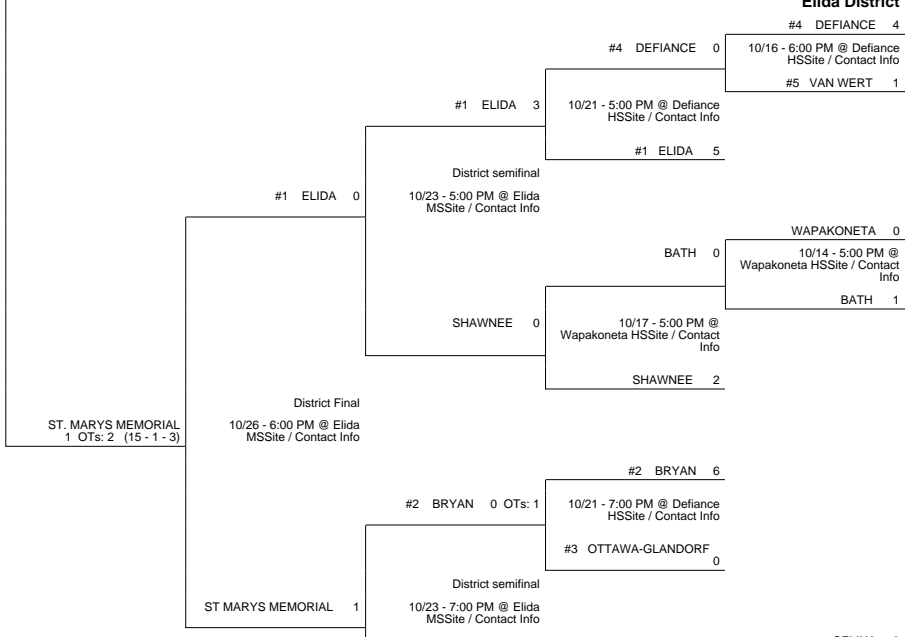 Elida District
#4 DEFIANCE 4
#4 DEFIANCE 0
10/16 - 6:00 PM @ Defiance
HSSite / Contact Info
#5 VAN WERT 1
#1 ELIDA 3
10/21 - 5:00 PM @ Defiance
HSSite / Contact Info
#1 ELIDA 5
District semifinal
#1 ELIDA 0
10/23 - 5:00 PM @ Elida
MSSite / Contact Info
WAPAKONETA 0
BATH 0
10/14 - 5:00 PM @
Wapakoneta HSSite / Contact
Info
BATH 1
SHAWNEE 0
10/17 - 5:00 PM @
Wapakoneta HSSite / Contact
Info
SHAWNEE 2
District Final
ST. MARYS MEMORIAL
1 OTs: 2 (15 - 1 - 3)
10/26 - 6:00 PM @ Elida
MSSite / Contact Info
#2 BRYAN 6
#2 BRYAN 0 OTs: 1
10/21 - 7:00 PM @ Defiance
HSSite / Contact Info
#3 OTTAWA-GLANDORF
0
District semifinal
ST MARYS MEMORIAL 1
10/23 - 7:00 PM @ Elida
MSSite / Contact Info